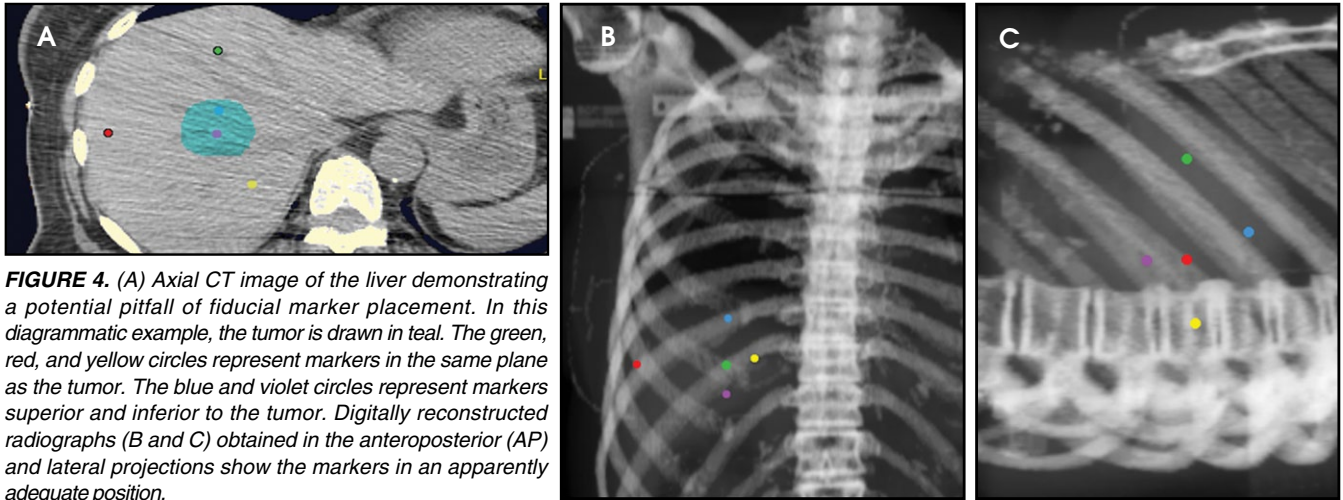 A
B
C
L
FIGURE 4. (A) Axial CT image of the liver demonstrating
a potential pitfall of fiducial marker placement. In this
diagrammatic example, the tumor is drawn in teal. The green,
red, and yellow circles represent markers in the same plane
as the tumor. The blue and violet circles represent markers
superior and inferior to the tumor. Digitally reconstructed
radiographs (B and C) obtained in the anteroposterior (AP)
and lateral projections show the markers in an apparently
adequate position.